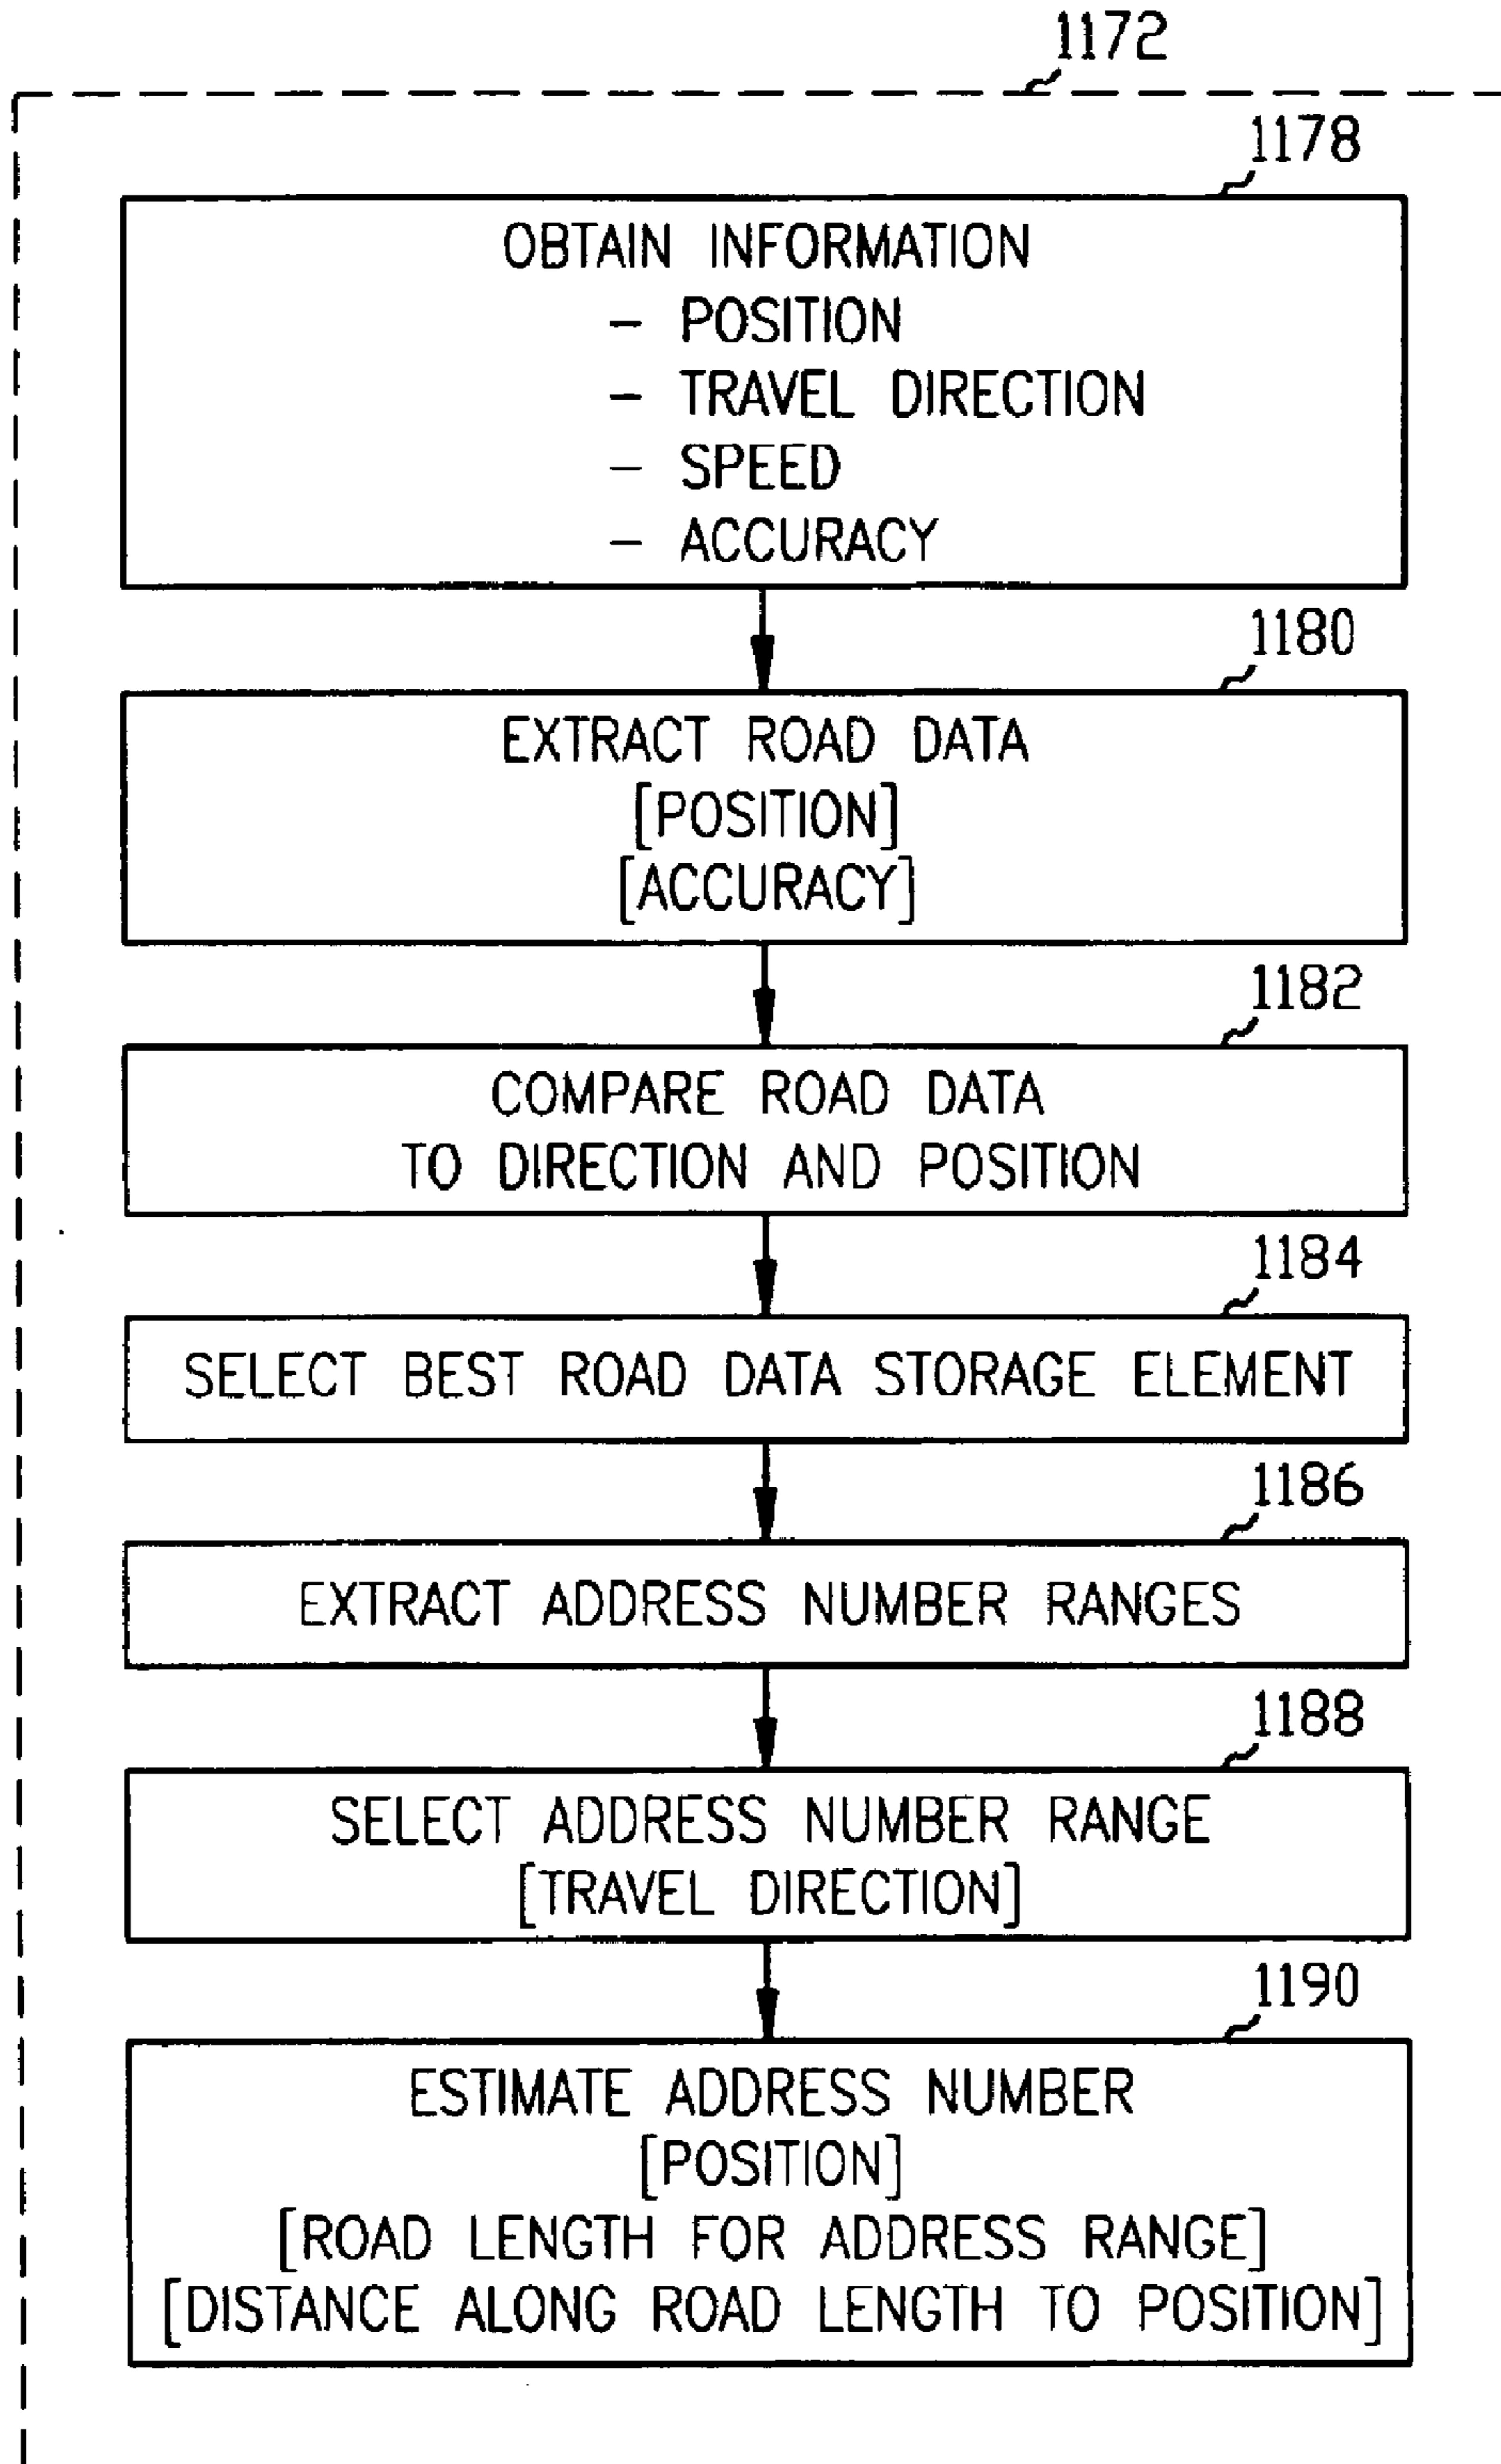 1172
1178
OBTAIN INFORMATION
- POSITION
- TRAVEL DIRECTION
- SPEED
- ACCURACY
1180
EXTRACT ROAD DATA
[POSITION]
[ACCURACY]
1182
COMPARE ROAD DATA
TO DIRECTION AND POSITION
1184
SELECT BEST ROAD DATA STORAGE ELEMENT
1186
EXTRACT ADDRESS NUMBER RANGES
1188
SELECT ADDRESS NUMBER RANGE
[TRAVEL DIRECTION]
1190
ESTIMATE ADDRESS NUMBER
[POSITION]
[ROAD LENGTH FOR ADDRESS RANGE]
[DISTANCE ALONG ROAD LENGTH TO POSITION]